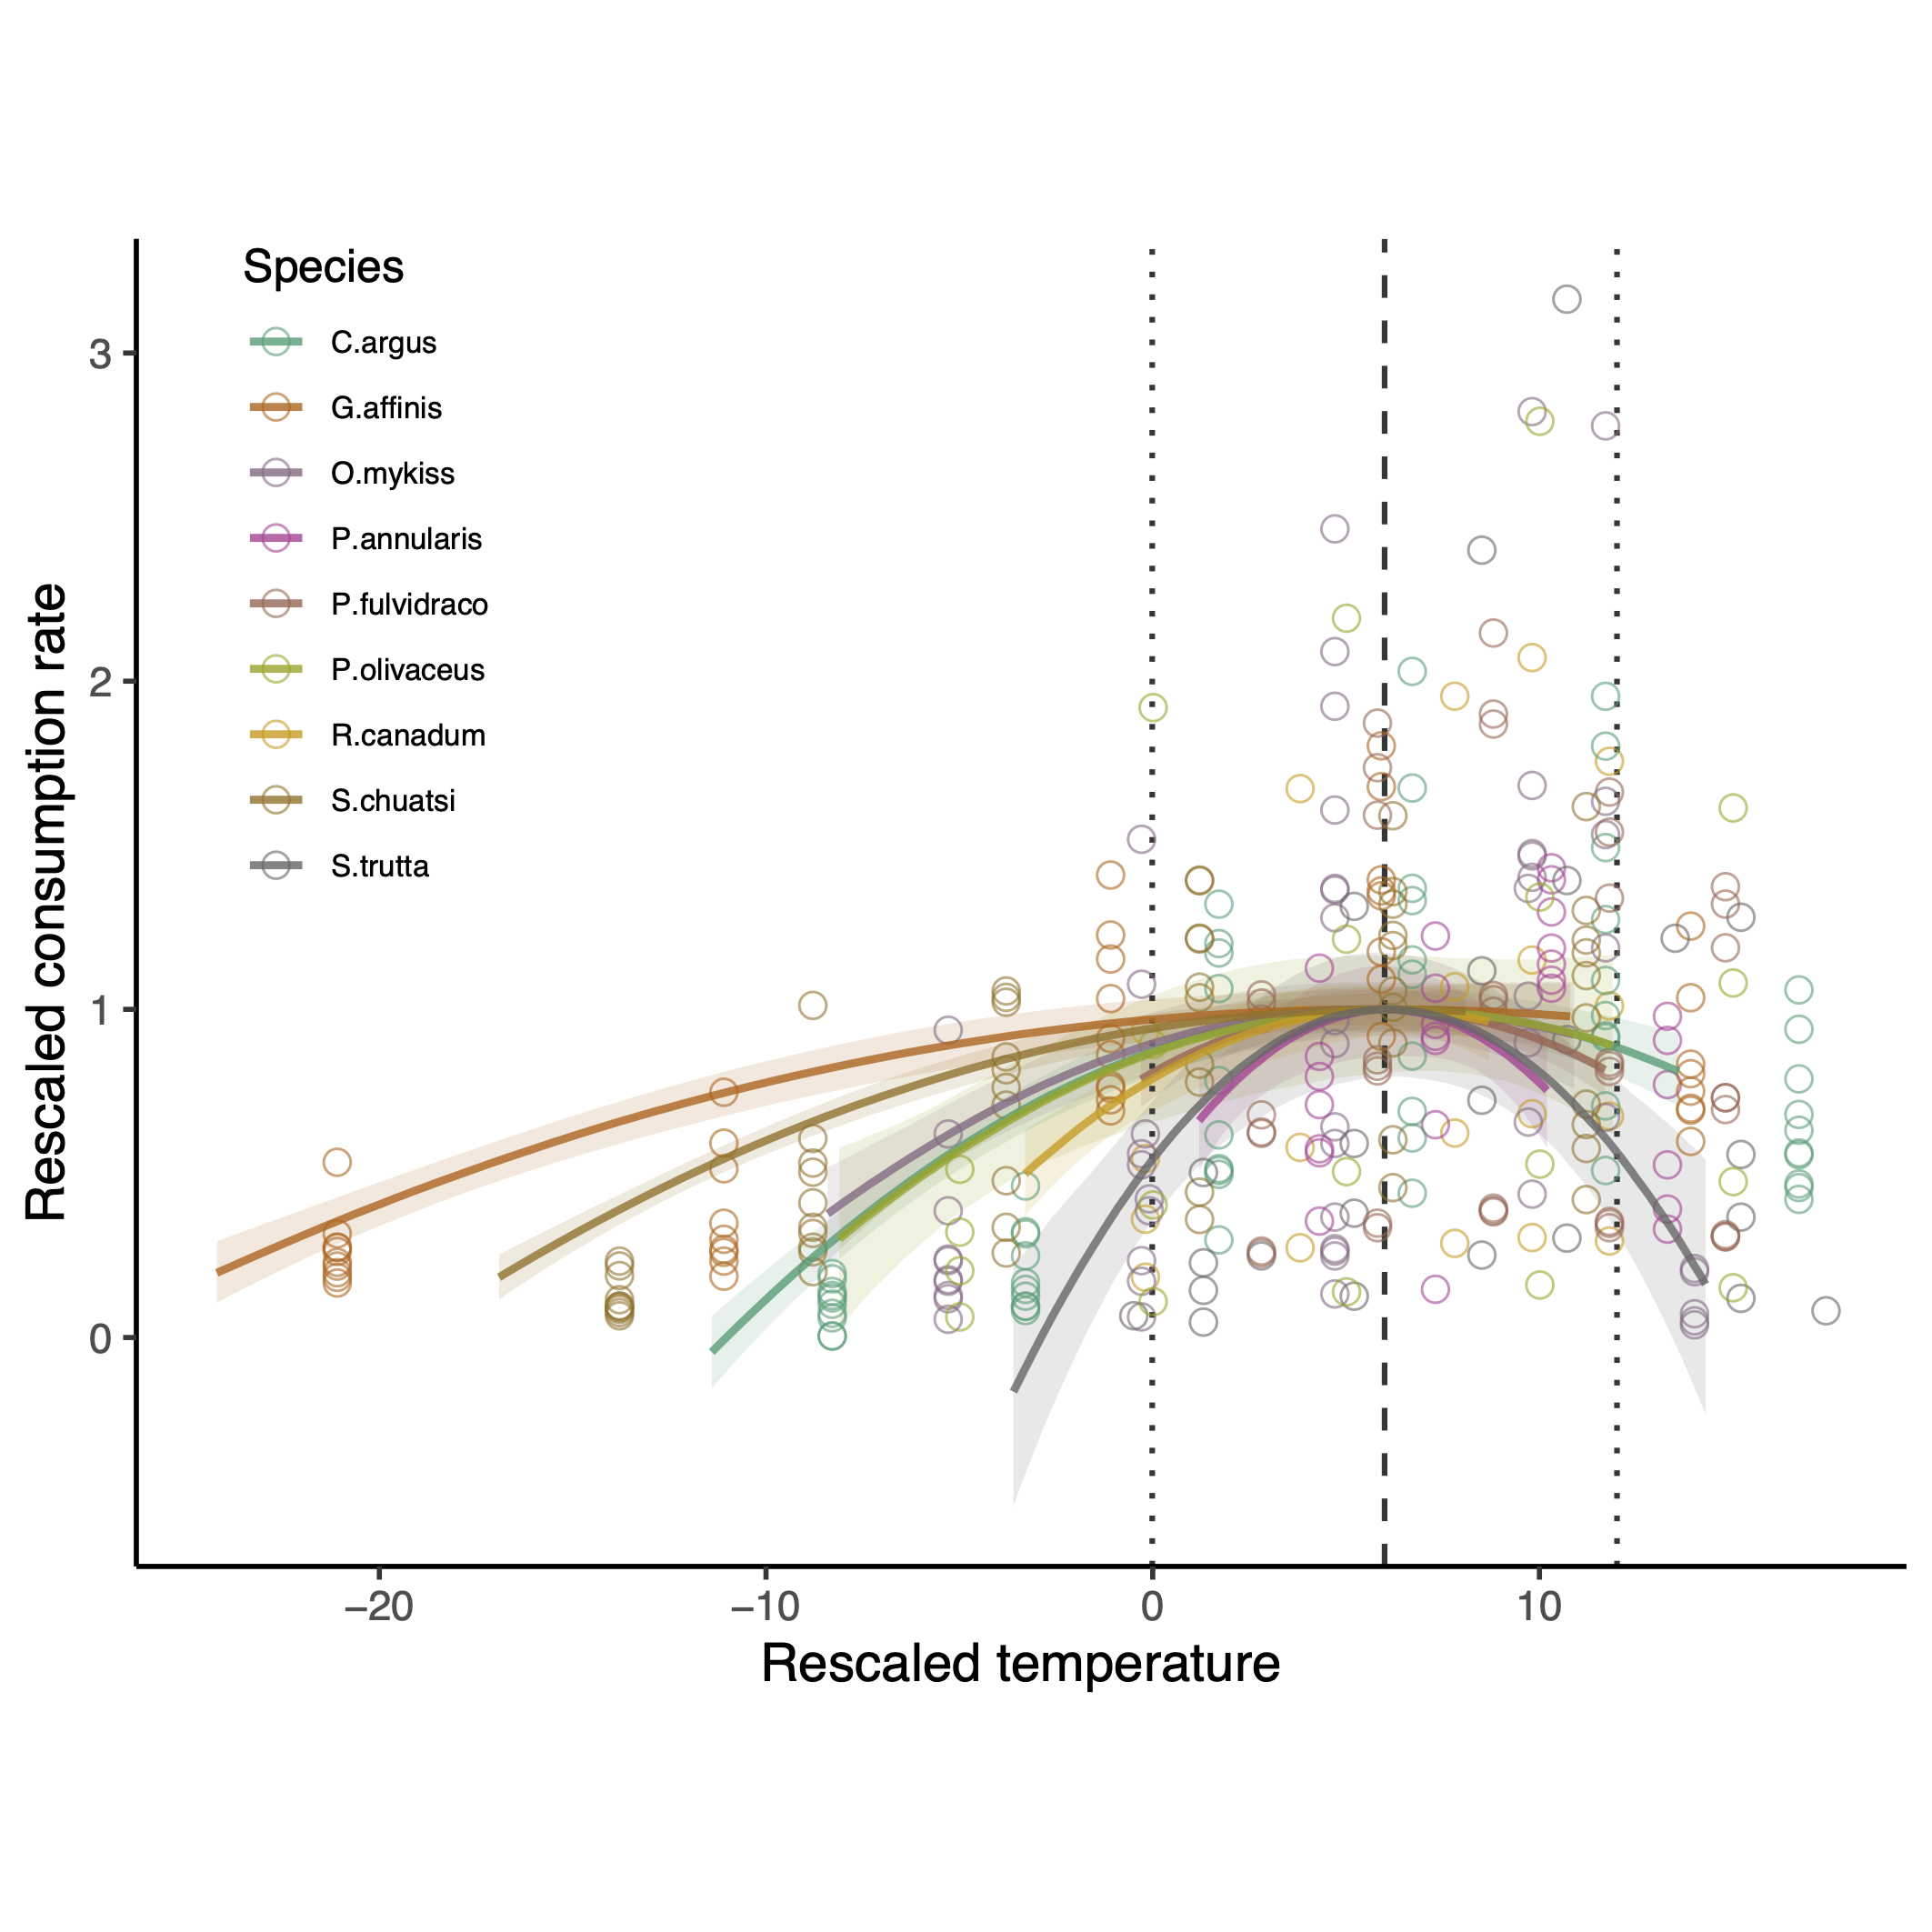 Species
C.argus
G.affinis
O.mykiss
P.annularis
P.fulvidraco
P.olivaceus
R.canadum
S.chuatsi
S.trutta
3
2
1
0
Rescaled consumption rate
−20 −10 0 10
Rescaled temperature